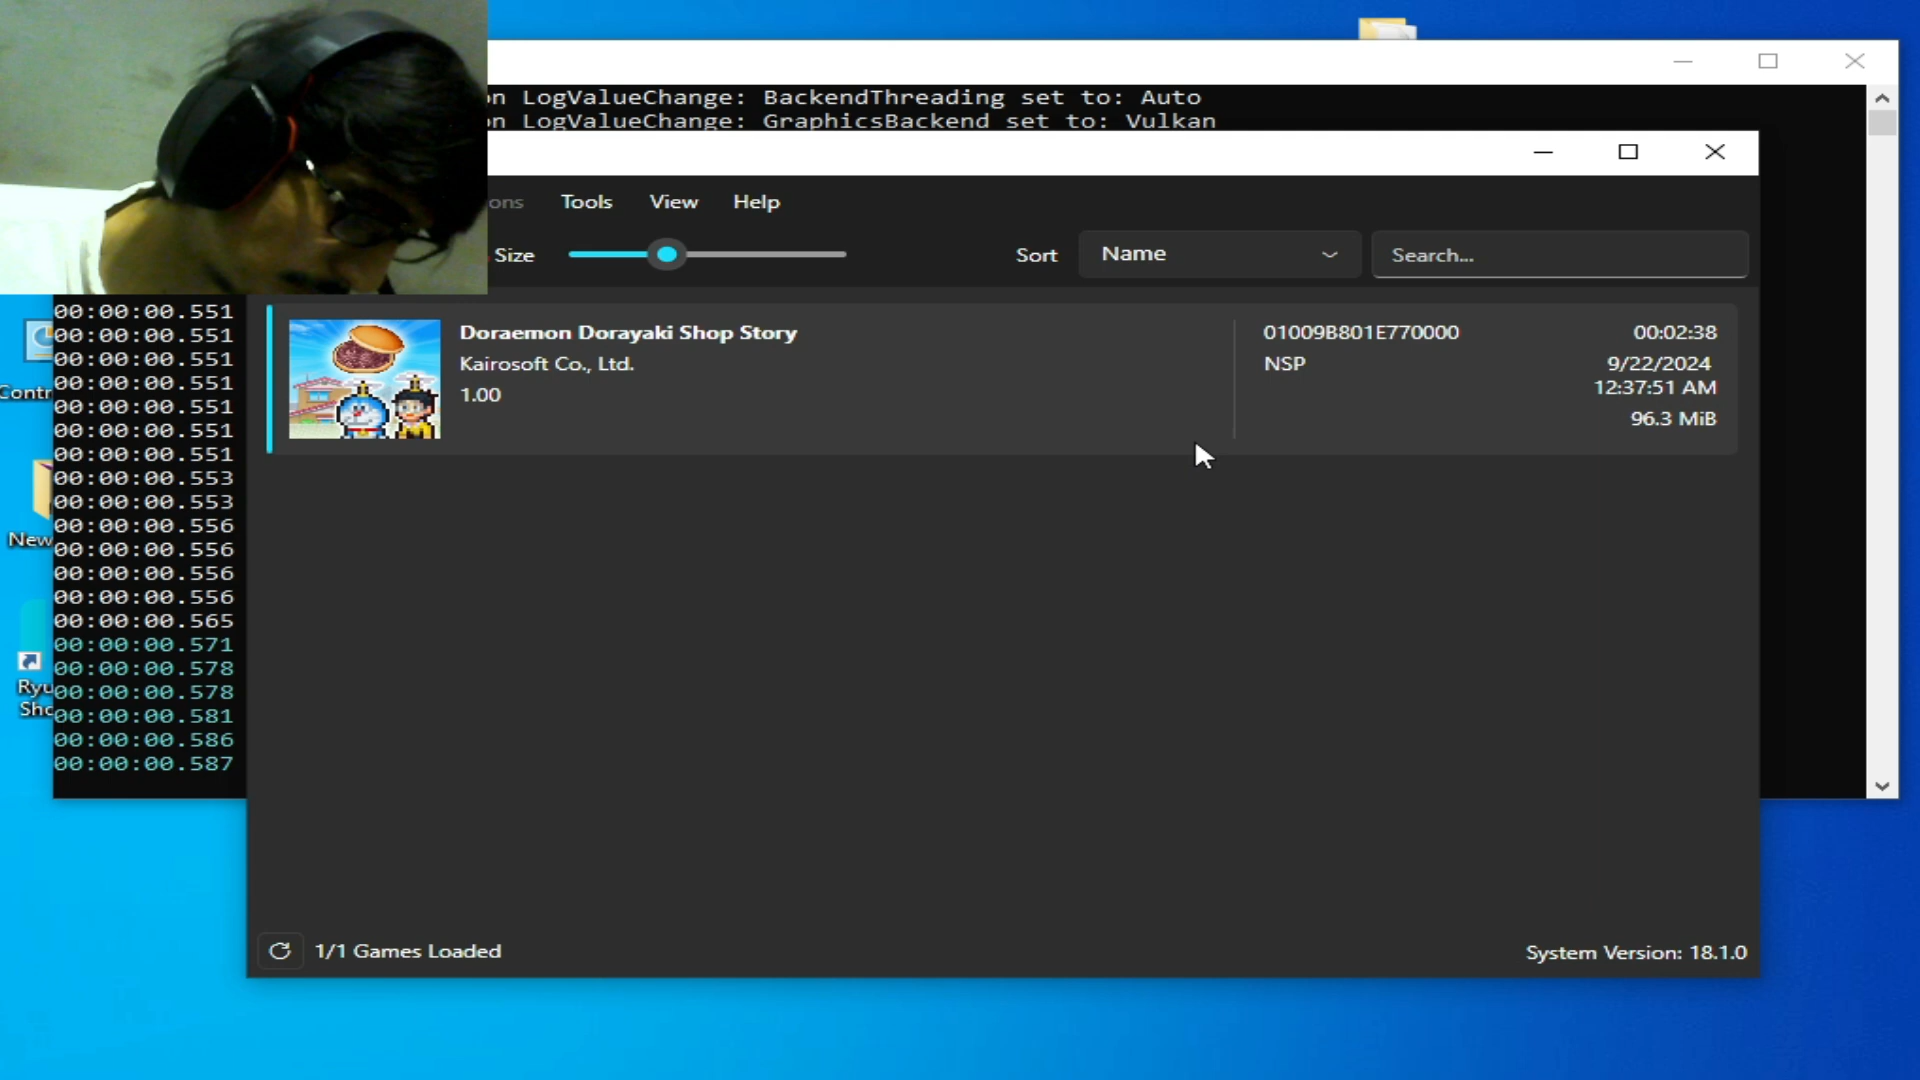 on LogValueChange: BackendThreading set to: Auto
on LogValueChange: GraphicsBackend set to: Vulkan
ons Tools View Help
Size Sort Name Search...
00:00:00.551
00:00:00.551
00:00:00.551
00:00:00.551
00:00:00.551
00:00:00.551
00:00:00.551
00:00:00.553
00:00:00.553
00:00:00.556
00:00:00.556
00:00:00.556
00:00:00.556
00:00:00.565
00:00:00.571
00:00:00.578
00:00:00.578
00:00:00.581
00:00:00.586
00:00:00.587
Contr
New
Ryu
Sho
Doraemon Dorayaki Shop Story
Kairosoft Co., Ltd.
1.00
01009B801E770000
NSP
00:02:38
9/22/2024
12:37:51 AM
96.3 MiB
1/1 Games Loaded
System Version: 18.1.0